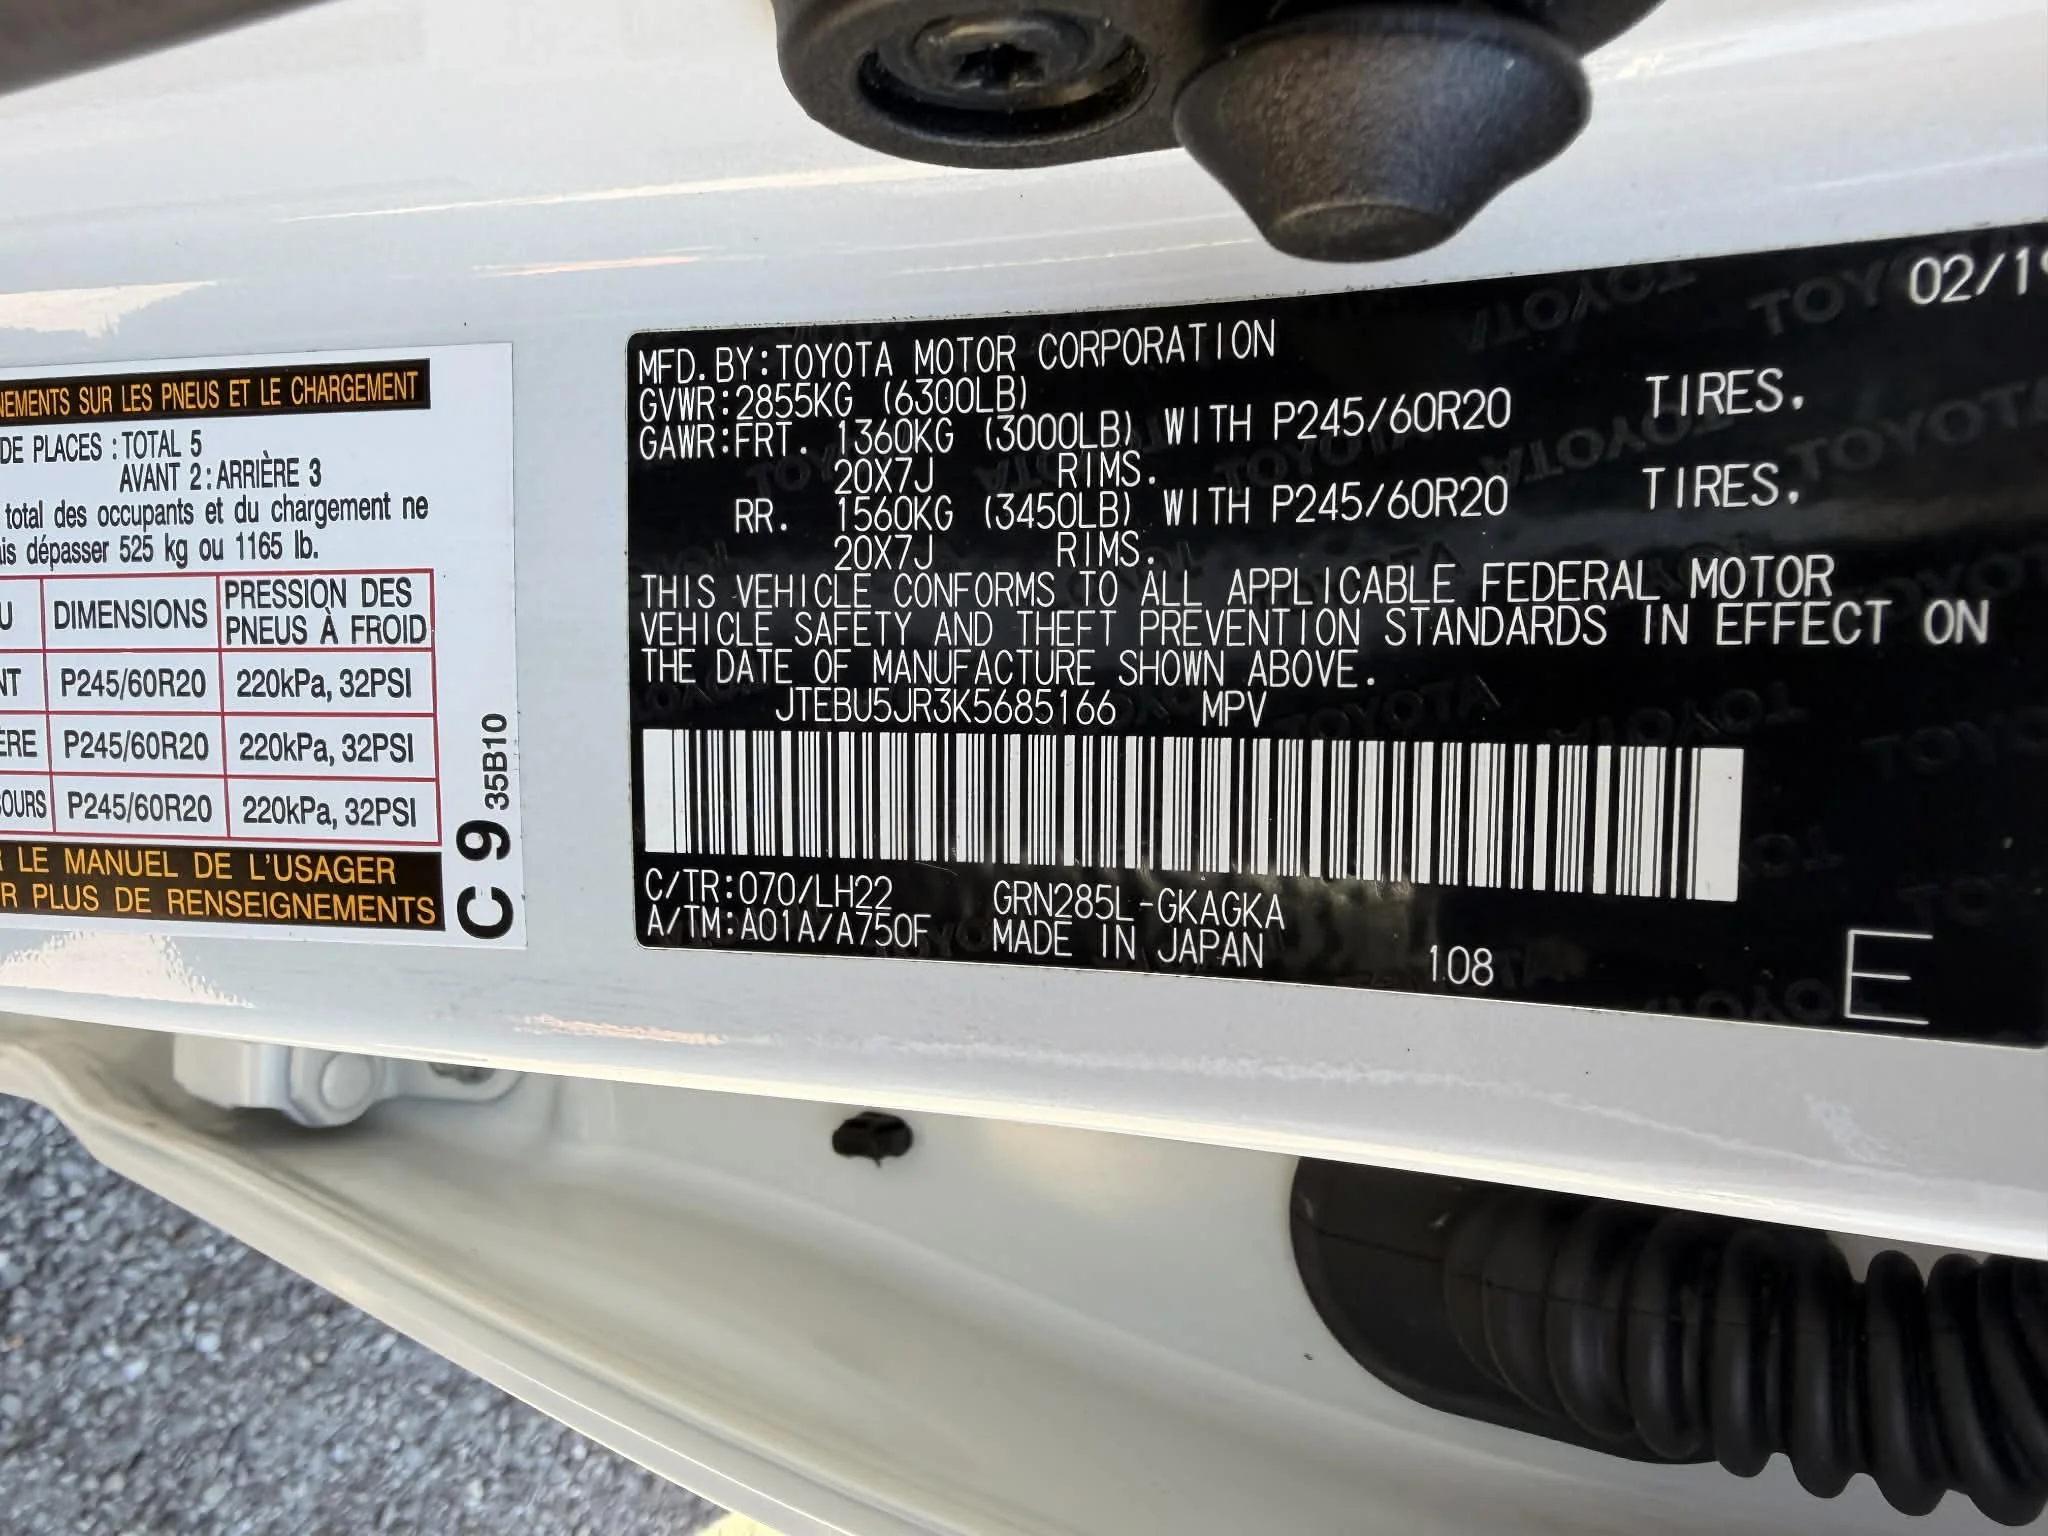 NEMENTS SUR LES PNEUS ET LE CHARGEMENT
DE PLACES : TOTAL 5
AVANT 2 : ARRIÈRE 3
total des occupants et du chargement ne
is dépasser 525 kg ou 1165 lb.
U DIMENSIONS PRESSION DES PNEUS À FROID
NT P245/60R20 220kPa, 32PSI
ÈRE P245/60R20 220kPa, 32PSI
OURS P245/60R20 220kPa, 32PSI
R LE MANUEL DE L'USAGER
R PLUS DE RENSEIGNEMENTS
C 9 35B10
02/19
MFD.BY:TOYOTA MOTOR CORPORATION
GVWR:2855KG (6300LB)
GAWR:FRT. 1360KG (3000LB) WITH P245/60R20 TIRES.
20X7J RIMS.
RR. 1560KG (3450LB) WITH P245/60R20 TIRES.
20X7J RIMS.
THIS VEHICLE CONFORMS TO ALL APPLICABLE FEDERAL MOTOR
VEHICLE SAFETY AND THEFT PREVENTION STANDARDS IN EFFECT ON
THE DATE OF MANUFACTURE SHOWN ABOVE.
JTEBU5JR3K5685166 MPV
C/TR:070/LH22 GRN285L-GKAGKA
A/TM:A01A/A750F MADE IN JAPAN 108
E